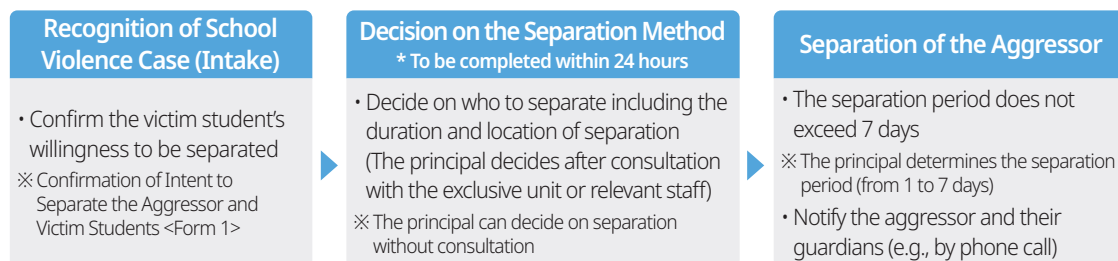 Recognition of School
Violence Case (Intake)
• Confirm the victim student's
willingness to be separated
※ Confirmation of Intent to
Separate the Aggressor and
Victim Students <Form 1>
Decision on the Separation Method
* To be completed within 24 hours
• Decide on who to separate including the
duration and location of separation
(The principal decides after consultation
with the exclusive unit or relevant staff)
※ The principal can decide on separation
without consultation
Separation of the Aggressor
• The separation period does not
exceed 7 days
※ The principal determines the separation
period (from 1 to 7 days)
• Notify the aggressor and their
guardians (e.g., by phone call)